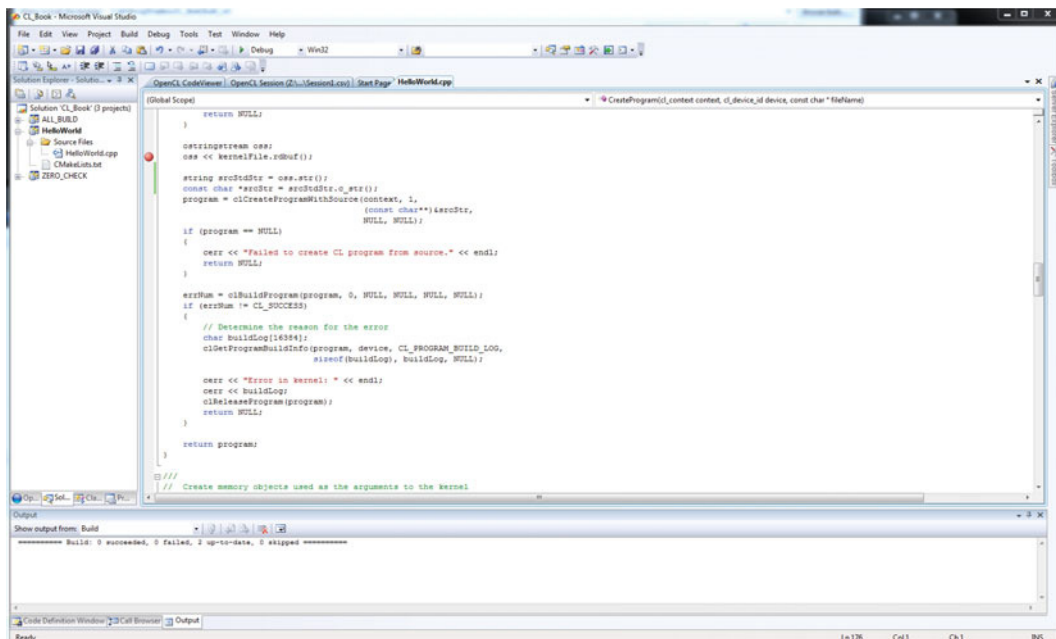 CL_Book - Microsoft Visual Studio
File Edit View Project Build Debug Tools Test Window Help
Debug Win32
Solution Explorer - Solutio...
OpenCL CodeViewer OpenCL Session (Z:\...\Session1.csv) Start Page HelloWorld.cpp
(Global Scope) CreateProgram(cl_context context, cl_device_id device, const char * fileName)
Solution 'CL_Book' (3 projects)
ALL_BUILD
HelloWorld
Source Files
HelloWorld.cpp
CMakeLists.txt
ZERO_CHECK
return NULL;
}
ostringstream oss;
oss << kernelFile.rdbuf();
string srcStdStr = oss.str();
const char *srcStr = srcStdStr.c_str();
program = clCreateProgramWithSource(context, 1,
(const char**)&srcStr,
NULL, NULL);
if (program == NULL)
{
cerr << "Failed to create CL program from source." << endl;
return NULL;
}
errNum = clBuildProgram(program, 0, NULL, NULL, NULL, NULL);
if (errNum != CL_SUCCESS)
{
// Determine the reason for the error
char buildLog[16384];
clGetProgramBuildInfo(program, device, CL_PROGRAM_BUILD_LOG,
sizeof(buildLog), buildLog, NULL);
cerr << "Error in kernel: " << endl;
cerr << buildLog;
clReleaseProgram(program);
return NULL;
}
return program;
}
///
// Create memory objects used as the arguments to the kernel
Op... Sol... Cla... Pr...
Output
Show output from: Build
========== Build: 0 succeeded, 0 failed, 2 up-to-date, 0 skipped ==========
Code Definition Window Call Browser Output
Ready Ln 176 Col 1 Ch 1 INS